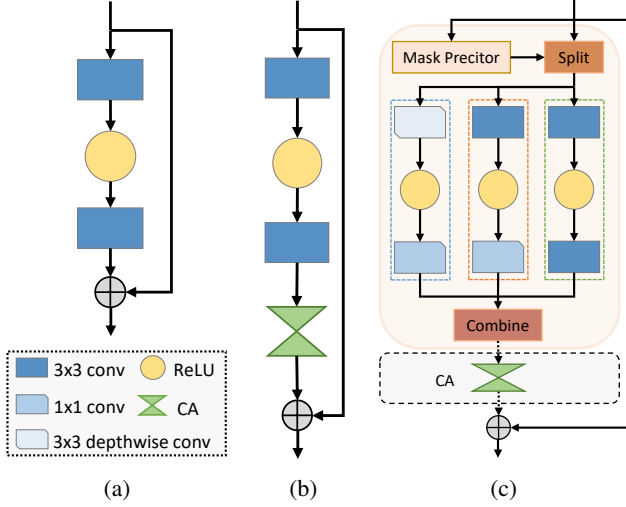 Mask Precitor
Split
Combine
CA
3x3 conv
ReLU
1x1 conv
CA
3x3 depthwise conv
(a)
(b)
(c)